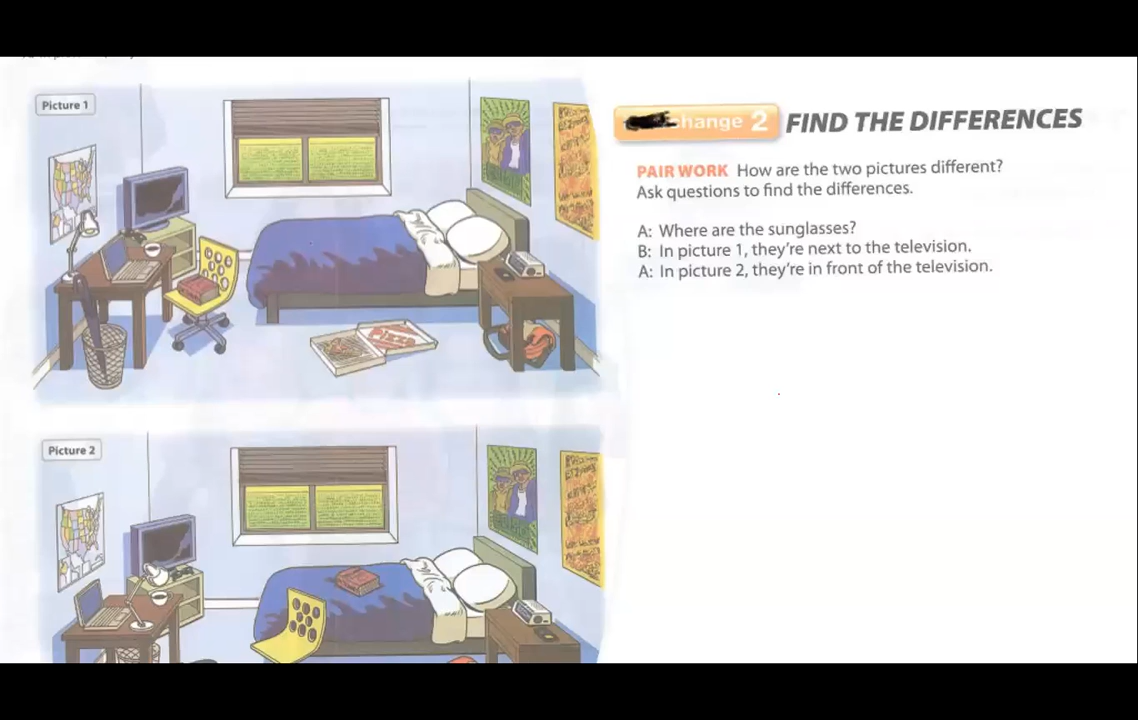 Picture 1
hange 2 FIND THE DIFFERENCES
PAIR WORK How are the two pictures different?
Ask questions to find the differences.
A: Where are the sunglasses?
B: In picture 1, they're next to the television.
A: In picture 2, they're in front of the television.
Pizza
Picture 2